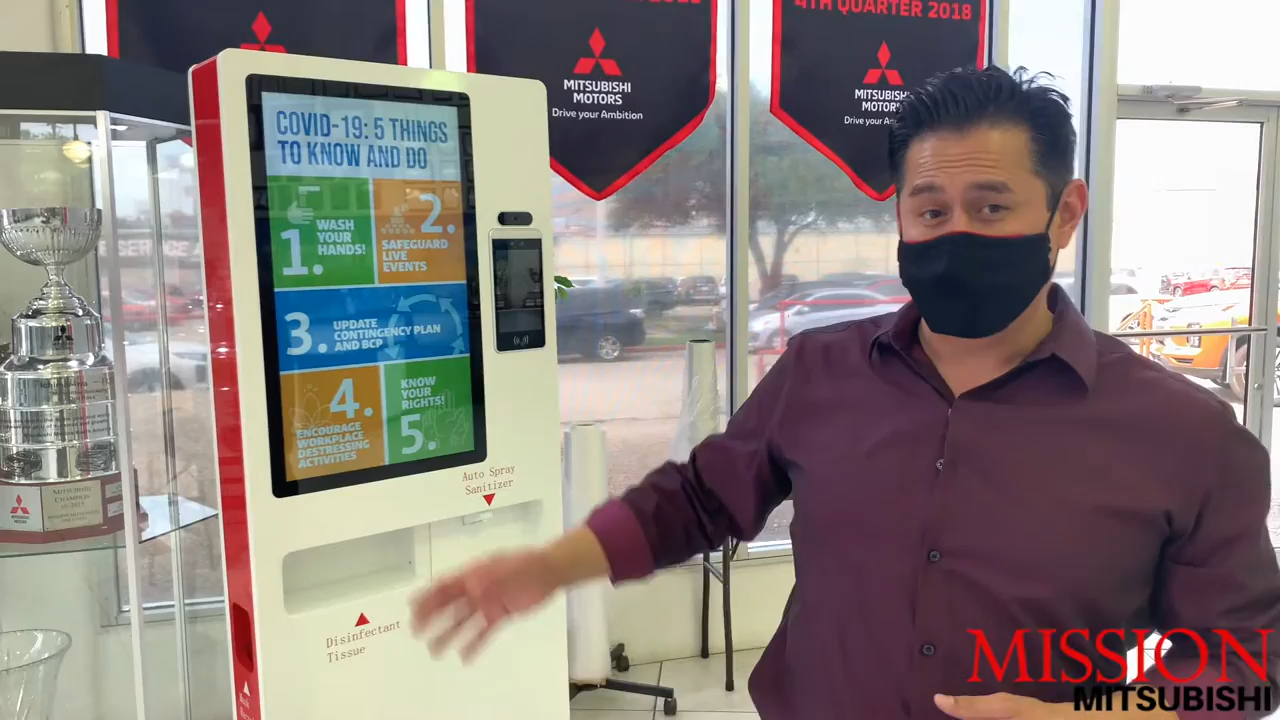 4TH QUARTER 2018
MITSUBISHI
MOTORS
Drive your Ambition
MITSUBISHI
MOTORS
Drive your
COVID-19: 5 THINGS
TO KNOW AND DO
1. WASH
YOUR
HANDS!
2.
SAFEGUARD
LIVE
EVENTS
3. UPDATE
CONTINGENCY PLAN
AND BCP
4.
ENCOURAGE
WORKPLACE
DESTRESSING
ACTIVITIES
KNOW
YOUR
RIGHTS!
5.
Auto Spray
Sanitizer
Disinfectant
Tissue
SERVICE
MISSION
MITSUBISHI